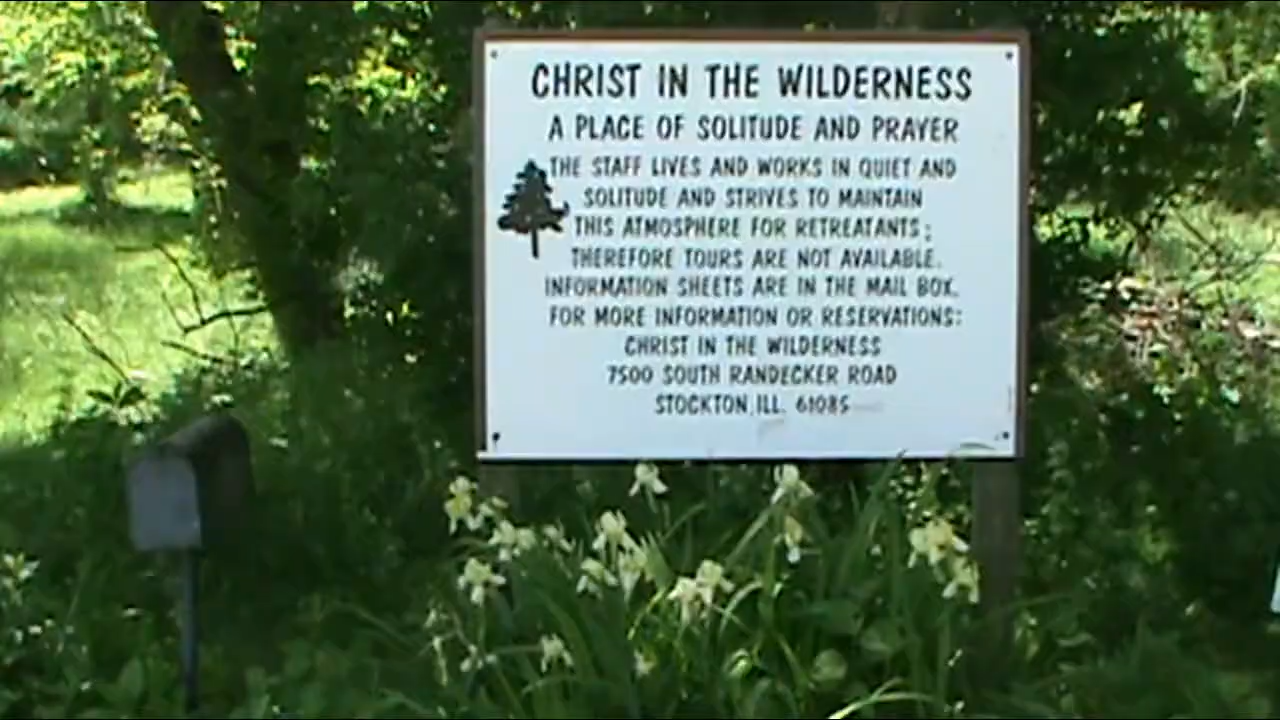 CHRIST IN THE WILDERNESS
A PLACE OF SOLITUDE AND PRAYER
THE STAFF LIVES AND WORKS IN QUIET AND
SOLITUDE AND STRIVES TO MAINTAIN
THIS ATMOSPHERE FOR RETREATANTS;
THEREFORE TOURS ARE NOT AVAILABLE.
INFORMATION SHEETS ARE IN THE MAIL BOX.
FOR MORE INFORMATION OR RESERVATIONS:
CHRIST IN THE WILDERNESS
7500 SOUTH RANDECKER ROAD
STOCKTON, ILL. 61085